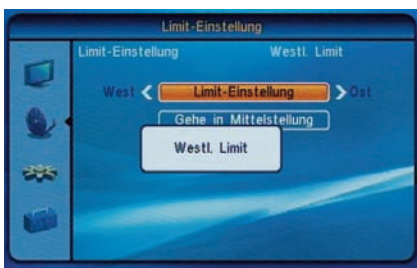 Limit-Einstellung
Limit-Einstellung Westl. Limit
West Limit-Einstellung Ost
Gehe in Mittelstellung
Westl. Limit